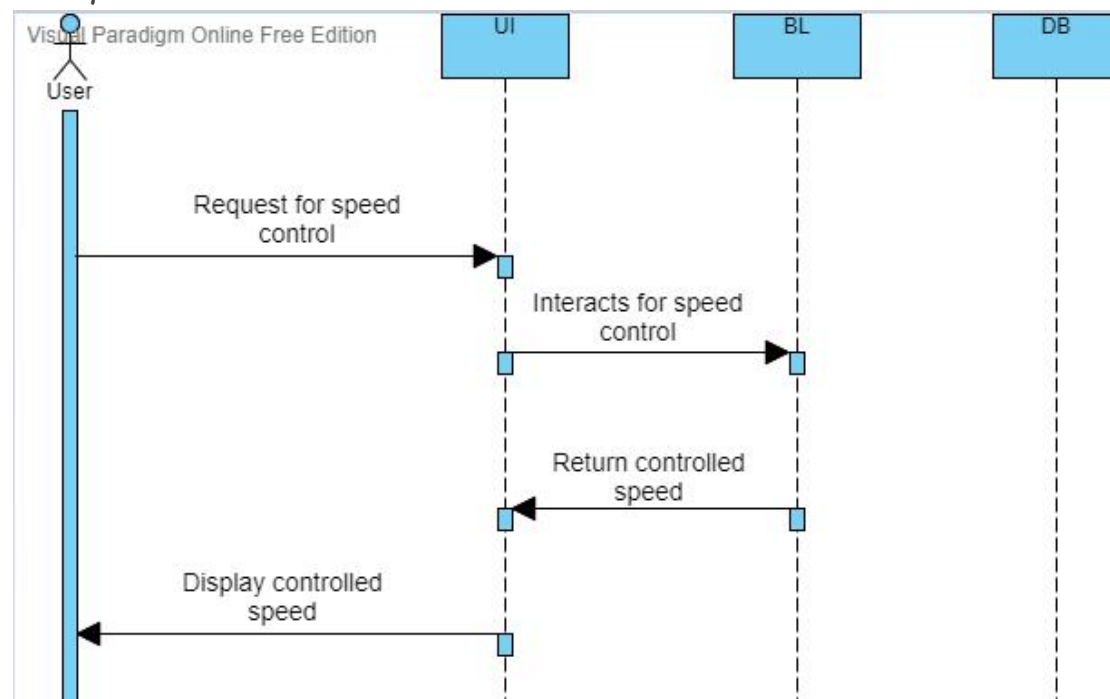 Visual Paradigm Online Free Edition
UI
BL
DB
User
Request for speed
control
Interacts for speed
control
Return controlled
speed
Display controlled
speed